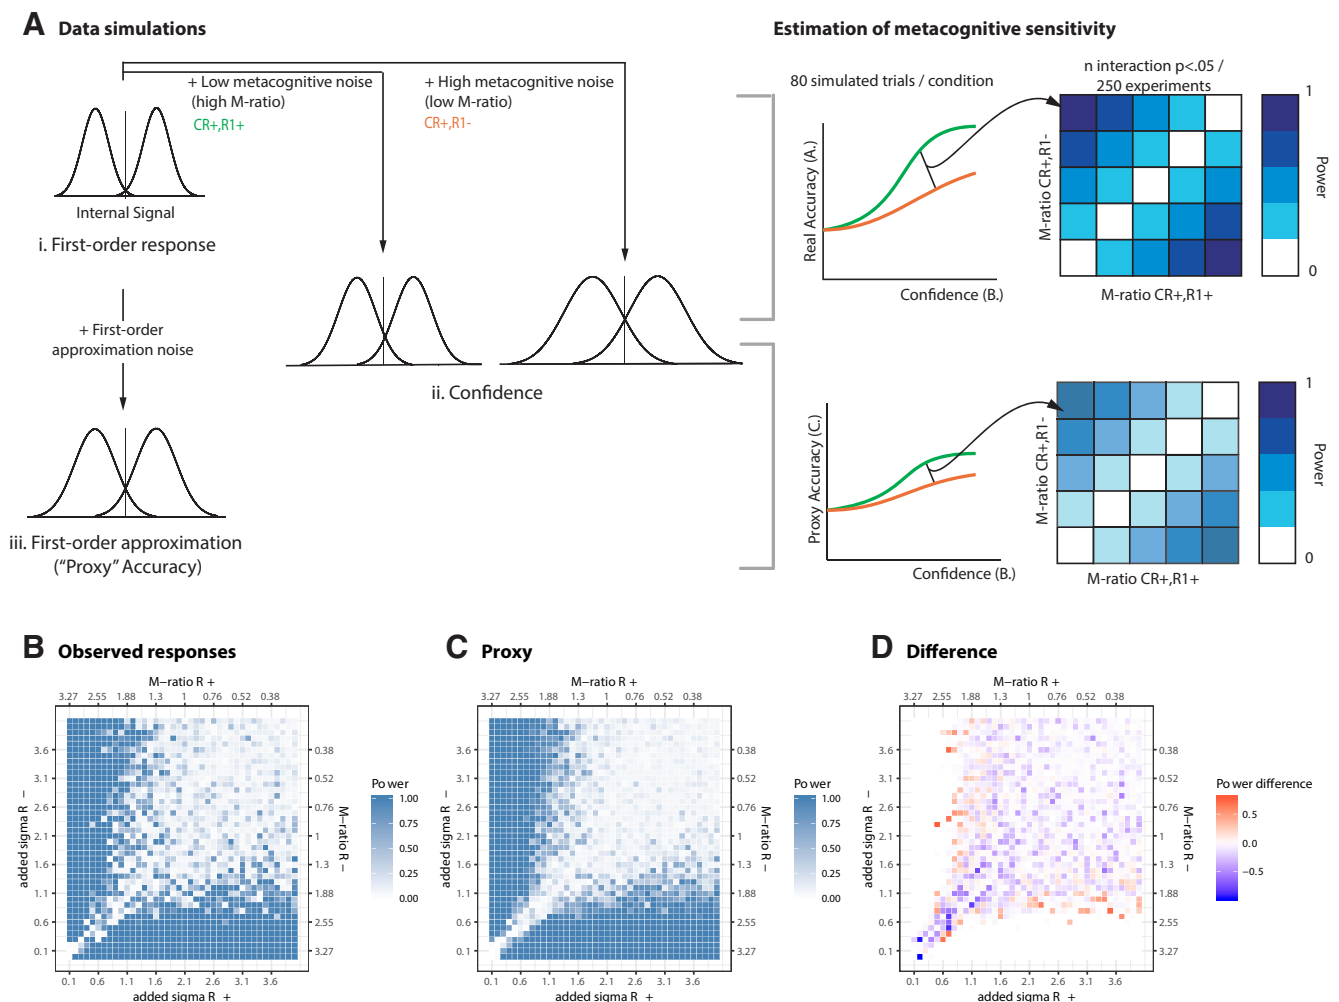 A Data simulations
Estimation of metacognitive sensitivity
+ Low metacognitive noise
(high M-ratio)
CR+,R1+
+ High metacognitive noise
(low M-ratio)
CR+,R1-
Internal Signal
i. First-order response
+ First-order
approximation noise
ii. Confidence
iii. First-order approximation
("Proxy" Accuracy)
80 simulated trials / condition
n interaction p<.05 /
250 experiments
Real Accuracy (A.)
Confidence (B.)
M-ratio CR+,R1-
M-ratio CR+,R1+
1
Power
0
Proxy Accuracy (C.)
Confidence (B.)
M-ratio CR+,R1-
M-ratio CR+,R1+
1
Power
0
B Observed responses
M−ratio R +
3.27 2.55 1.88 1.3 1 0.76 0.52 0.38
added sigma R −
3.6
3.1
2.6
2.1
1.6
1.1
0.6
0.1
0.38
0.52
0.76
1
1.3
1.88
2.55
3.27
M−ratio R −
0.1 0.6 1.1 1.6 2.1 2.6 3.1 3.6
added sigma R +
Power
1.00
0.75
0.50
0.25
0.00
C Proxy
M−ratio R +
3.27 2.55 1.88 1.3 1 0.76 0.52 0.38
added sigma R −
3.6
3.1
2.6
2.1
1.6
1.1
0.6
0.1
0.38
0.52
0.76
1
1.3
1.88
2.55
3.27
M−ratio R −
0.1 0.6 1.1 1.6 2.1 2.6 3.1 3.6
added sigma R +
Power
1.00
0.75
0.50
0.25
0.00
D Difference
M−ratio R +
3.27 2.55 1.88 1.3 1 0.76 0.52 0.38
added sigma R −
3.6
3.1
2.6
2.1
1.6
1.1
0.6
0.1
0.38
0.52
0.76
1
1.3
1.88
2.55
3.27
M−ratio R −
0.1 0.6 1.1 1.6 2.1 2.6 3.1 3.6
added sigma R +
Power difference
0.5
0.0
−0.5